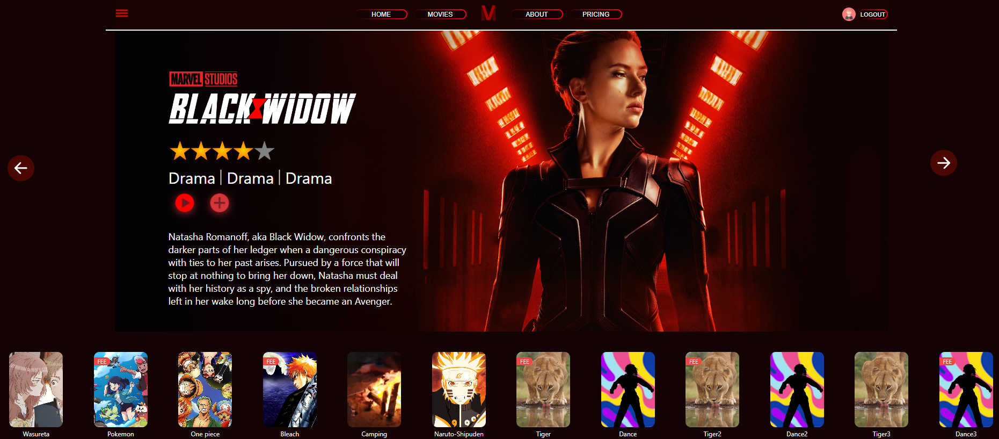 HOME
MOVIES
M
ABOUT
PRICING
LOGOUT
MARVEL STUDIOS
BLACK WIDOW
Drama | Drama | Drama
Natasha Romanoff, aka Black Widow, confronts the
darker parts of her ledger when a dangerous conspiracy
with ties to her past arises. Pursued by a force that will
stop at nothing to bring her down, Natasha must deal
with her history as a spy, and the broken relationships
left in her wake long before she became an Avenger.
FEE
FEE
FEE
FEE
FEE
Wasureta
Pokemon
One piece
Bleach
Camping
Naruto-Shipuden
Tiger
Dance
Tiger2
Dance2
Tiger3
Dance3